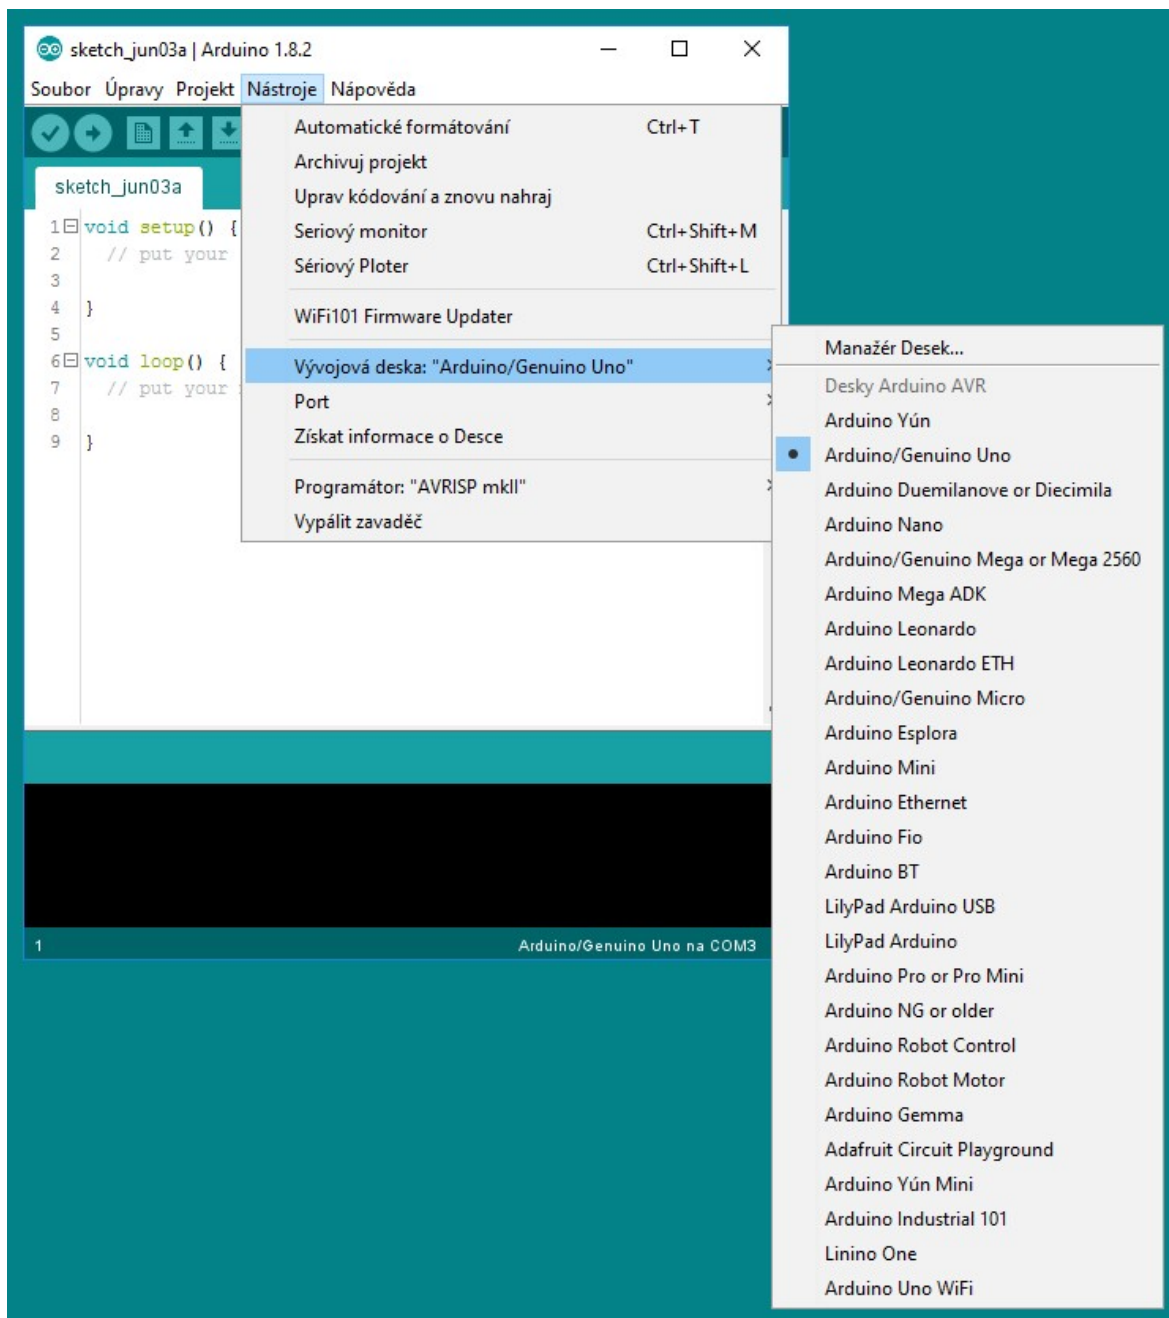 sketch_jun03a | Arduino 1.8.2
Soubor Úpravy Projekt Nástroje Nápověda
sketch_jun03a
1 void setup() {
2 // put your
3
4 }
5
6 void loop() {
7 // put your
8
9 }
Automatické formátování Ctrl+T
Archivuj projekt
Uprav kódování a znovu nahraj
Seriový monitor Ctrl+Shift+M
Sériový Ploter Ctrl+Shift+L
WiFi101 Firmware Updater
Vývojová deska: "Arduino/Genuino Uno"
Port
Získat informace o Desce
Programátor: "AVRISP mkII"
Vypálit zavaděč
Manažér Desek...
Desky Arduino AVR
Arduino Yún
Arduino/Genuino Uno
Arduino Duemilanove or Diecimila
Arduino Nano
Arduino/Genuino Mega or Mega 2560
Arduino Mega ADK
Arduino Leonardo
Arduino Leonardo ETH
Arduino/Genuino Micro
Arduino Esplora
Arduino Mini
Arduino Ethernet
Arduino Fio
Arduino BT
LilyPad Arduino USB
LilyPad Arduino
Arduino Pro or Pro Mini
Arduino NG or older
Arduino Robot Control
Arduino Robot Motor
Arduino Gemma
Adafruit Circuit Playground
Arduino Yún Mini
Arduino Industrial 101
Linino One
Arduino Uno WiFi
1 Arduino/Genuino Uno na COM3